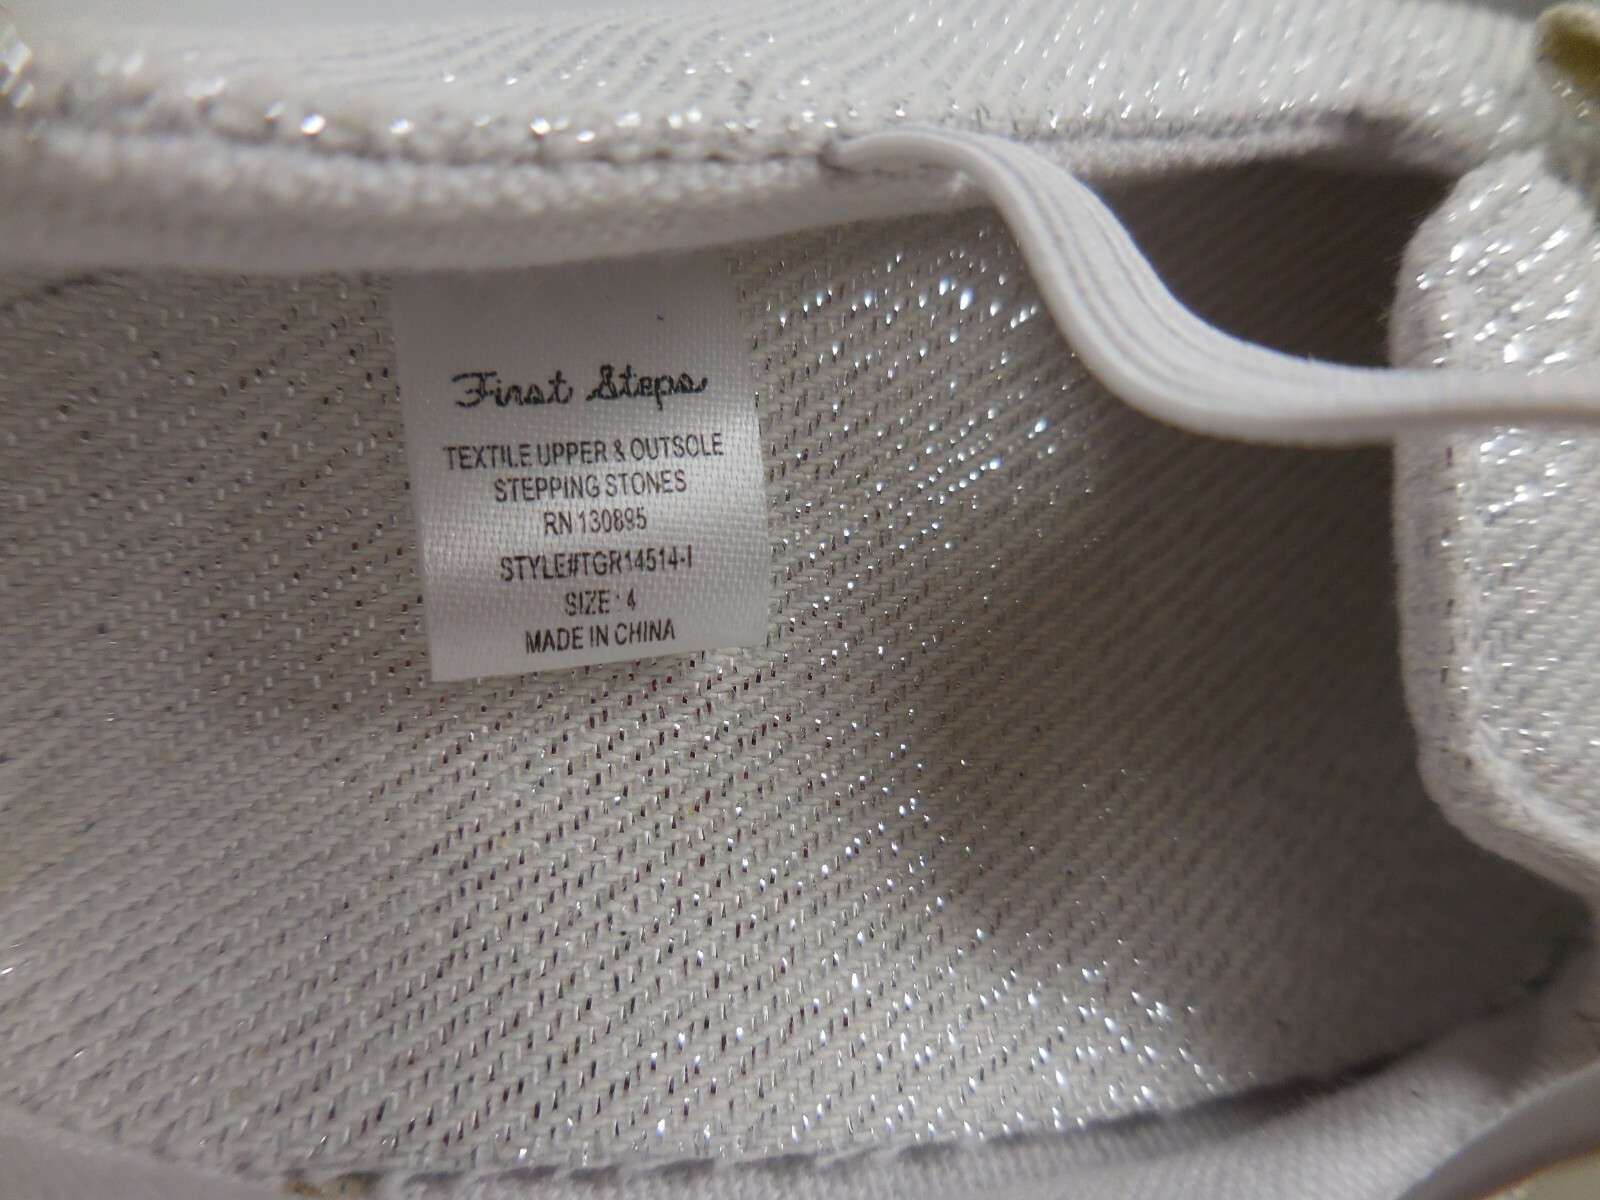 First Steps
TEXTILE UPPER & OUTSOLE
STEPPING STONES
RN 130895
STYLE#TGR14514-I
SIZE : 4
MADE IN CHINA